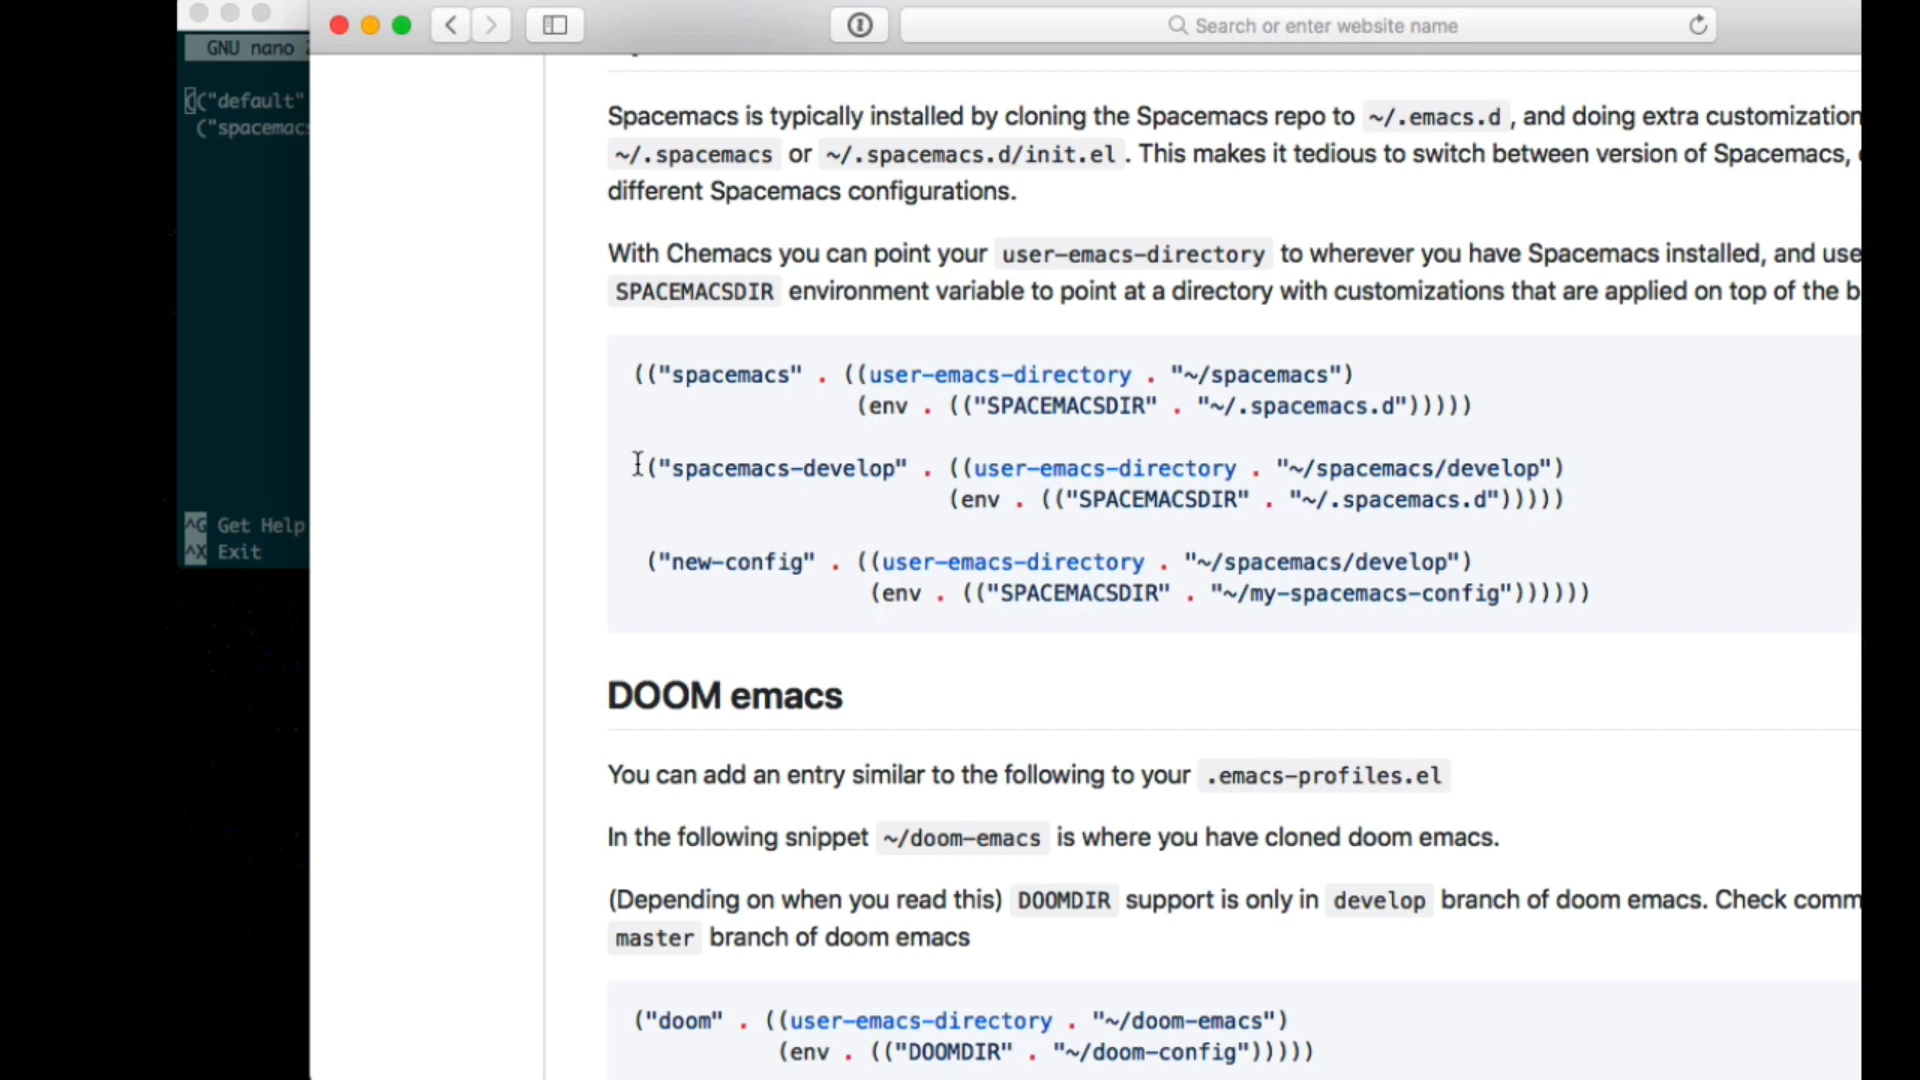 GNU nano
Search or enter website name
(("default"
("spacemacs
^G Get Help
^X Exit
Spacemacs is typically installed by cloning the Spacemacs repo to ~/.emacs.d , and doing extra customization
~/.spacemacs or ~/.spacemacs.d/init.el . This makes it tedious to switch between version of Spacemacs,
different Spacemacs configurations.
With Chemacs you can point your user-emacs-directory to wherever you have Spacemacs installed, and use
SPACEMACSDIR environment variable to point at a directory with customizations that are applied on top of the b
(("spacemacs" . ((user-emacs-directory . "~/spacemacs")
(env . (("SPACEMACSDIR" . "~/.spacemacs.d")))))
("spacemacs-develop" . ((user-emacs-directory . "~/spacemacs/develop")
(env . (("SPACEMACSDIR" . "~/.spacemacs.d")))))
("new-config" . ((user-emacs-directory . "~/spacemacs/develop")
(env . (("SPACEMACSDIR" . "~/my-spacemacs-config"))))))
DOOM emacs
You can add an entry similar to the following to your .emacs-profiles.el
In the following snippet ~/doom-emacs is where you have cloned doom emacs.
(Depending on when you read this) DOOMDIR support is only in develop branch of doom emacs. Check comm
master branch of doom emacs
("doom" . ((user-emacs-directory . "~/doom-emacs")
(env . (("DOOMDIR" . "~/doom-config")))))